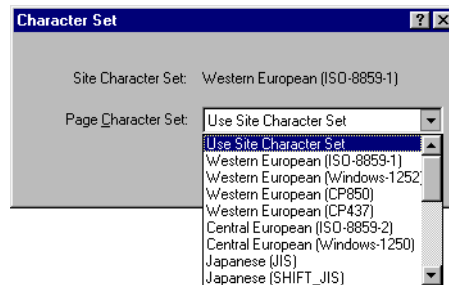 Character Set
Site Character Set: Western European (ISO-8859-1)
Page Character Set: Use Site Character Set
Use Site Character Set
Western European (ISO-8859-1)
Western European (Windows-1252)
Western European (CP850)
Western European (CP437)
Central European (ISO-8859-2)
Central European (Windows-1250)
Japanese (JIS)
Japanese (SHIFT_JIS)